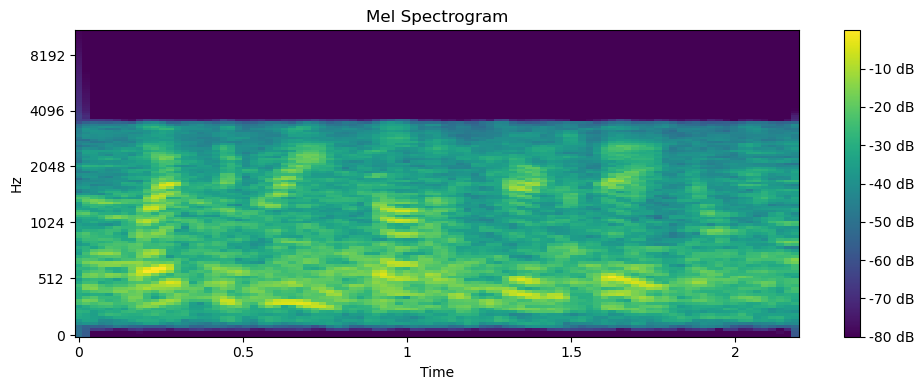 Mel Spectrogram
8192
4096
2048
1024
512
0
Hz
0
0.5
1
1.5
2
Time
-10 dB
-20 dB
-30 dB
-40 dB
-50 dB
-60 dB
-70 dB
-80 dB